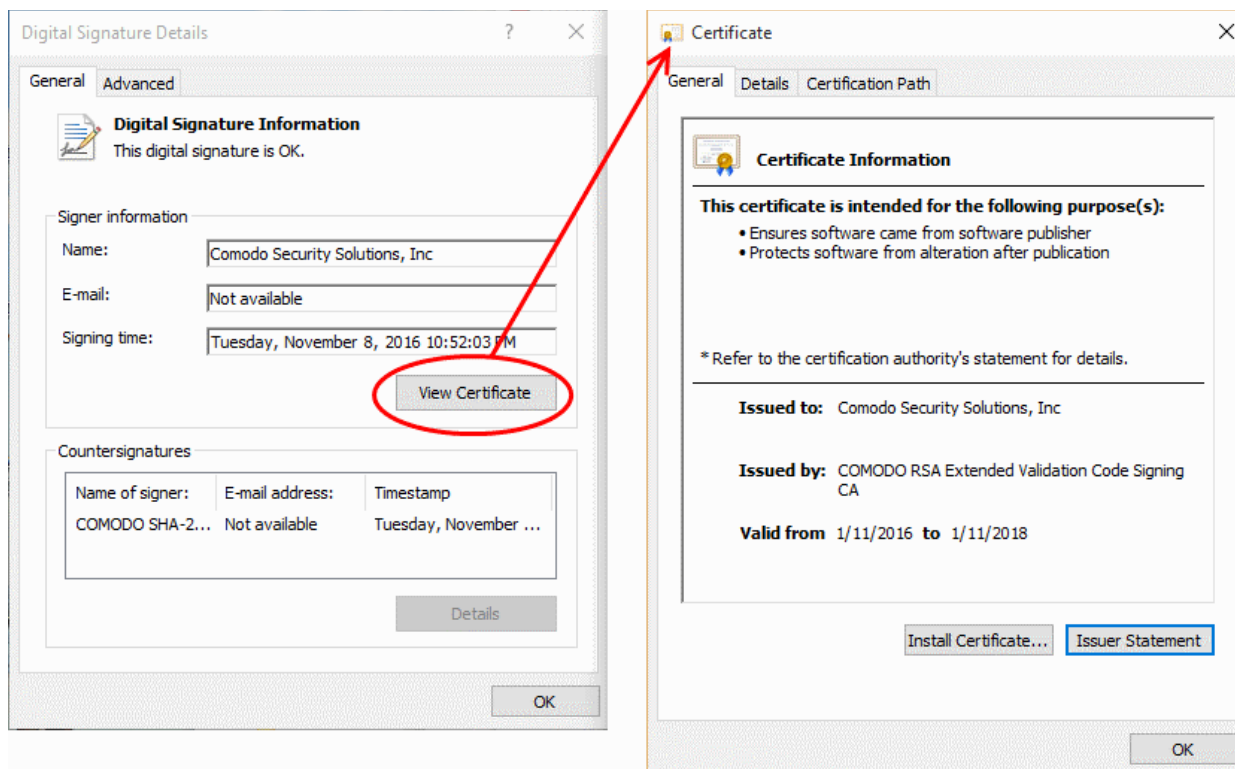 Digital Signature Details
General Advanced
Digital Signature Information
This digital signature is OK.
Signer information
Name: Comodo Security Solutions, Inc
E-mail: Not available
Signing time: Tuesday, November 8, 2016 10:52:03 PM
View Certificate
Countersignatures
Name of signer: E-mail address: Timestamp
COMODO SHA-2... Not available Tuesday, November ...
Details
OK
Certificate
General Details Certification Path
Certificate Information
This certificate is intended for the following purpose(s):
• Ensures software came from software publisher
• Protects software from alteration after publication
* Refer to the certification authority's statement for details.
Issued to: Comodo Security Solutions, Inc
Issued by: COMODO RSA Extended Validation Code Signing
CA
Valid from 1/11/2016 to 1/11/2018
Install Certificate... Issuer Statement
OK